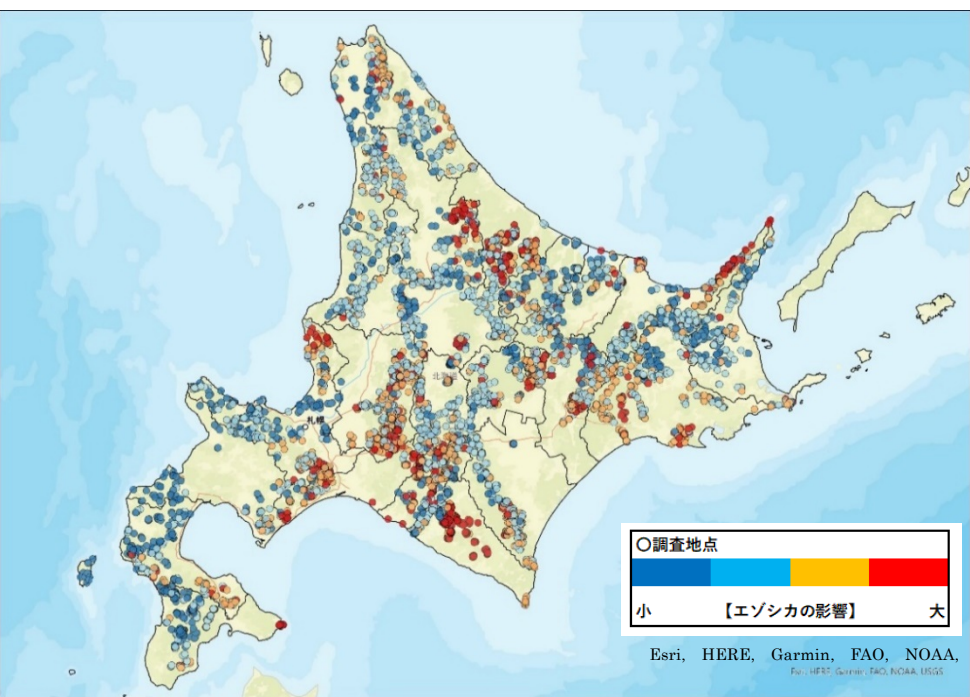 札幌
〇調査地点
小 【エゾシカの影響】 大
Esri, HERE, Garmin, FAO, NOAA,
Esri, HERE, Garmin, FAO, NOAA, USGS